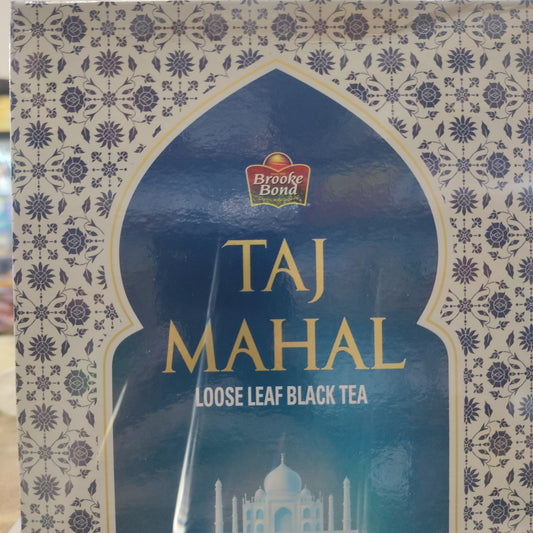 Brooke
Bond
TAJ
MAHAL
LOOSE LEAF BLACK TEA